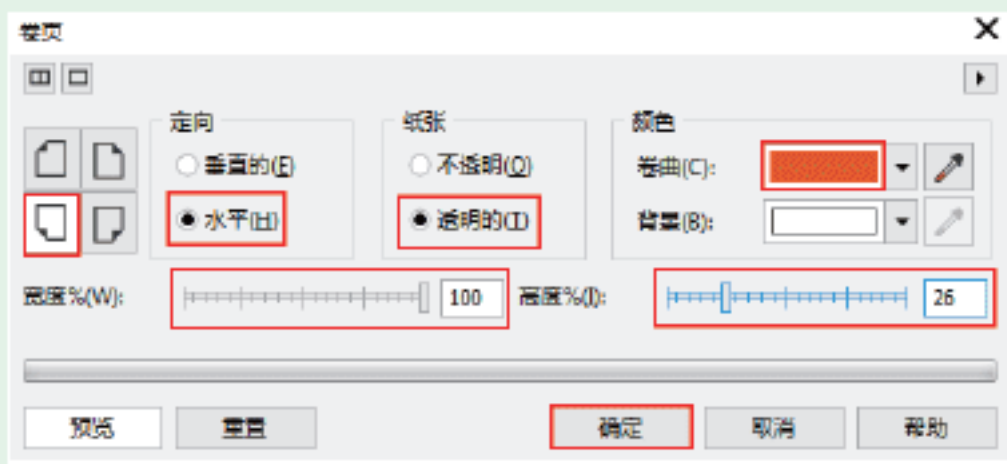 卷页
定向 纸张 颜色
垂直的(E) 不透明(O) 卷曲(C):
水平(H) 透明的(T) 背景(B):
宽度%(W): 100 高度%(I): 26
预览 重置 确定 取消 帮助